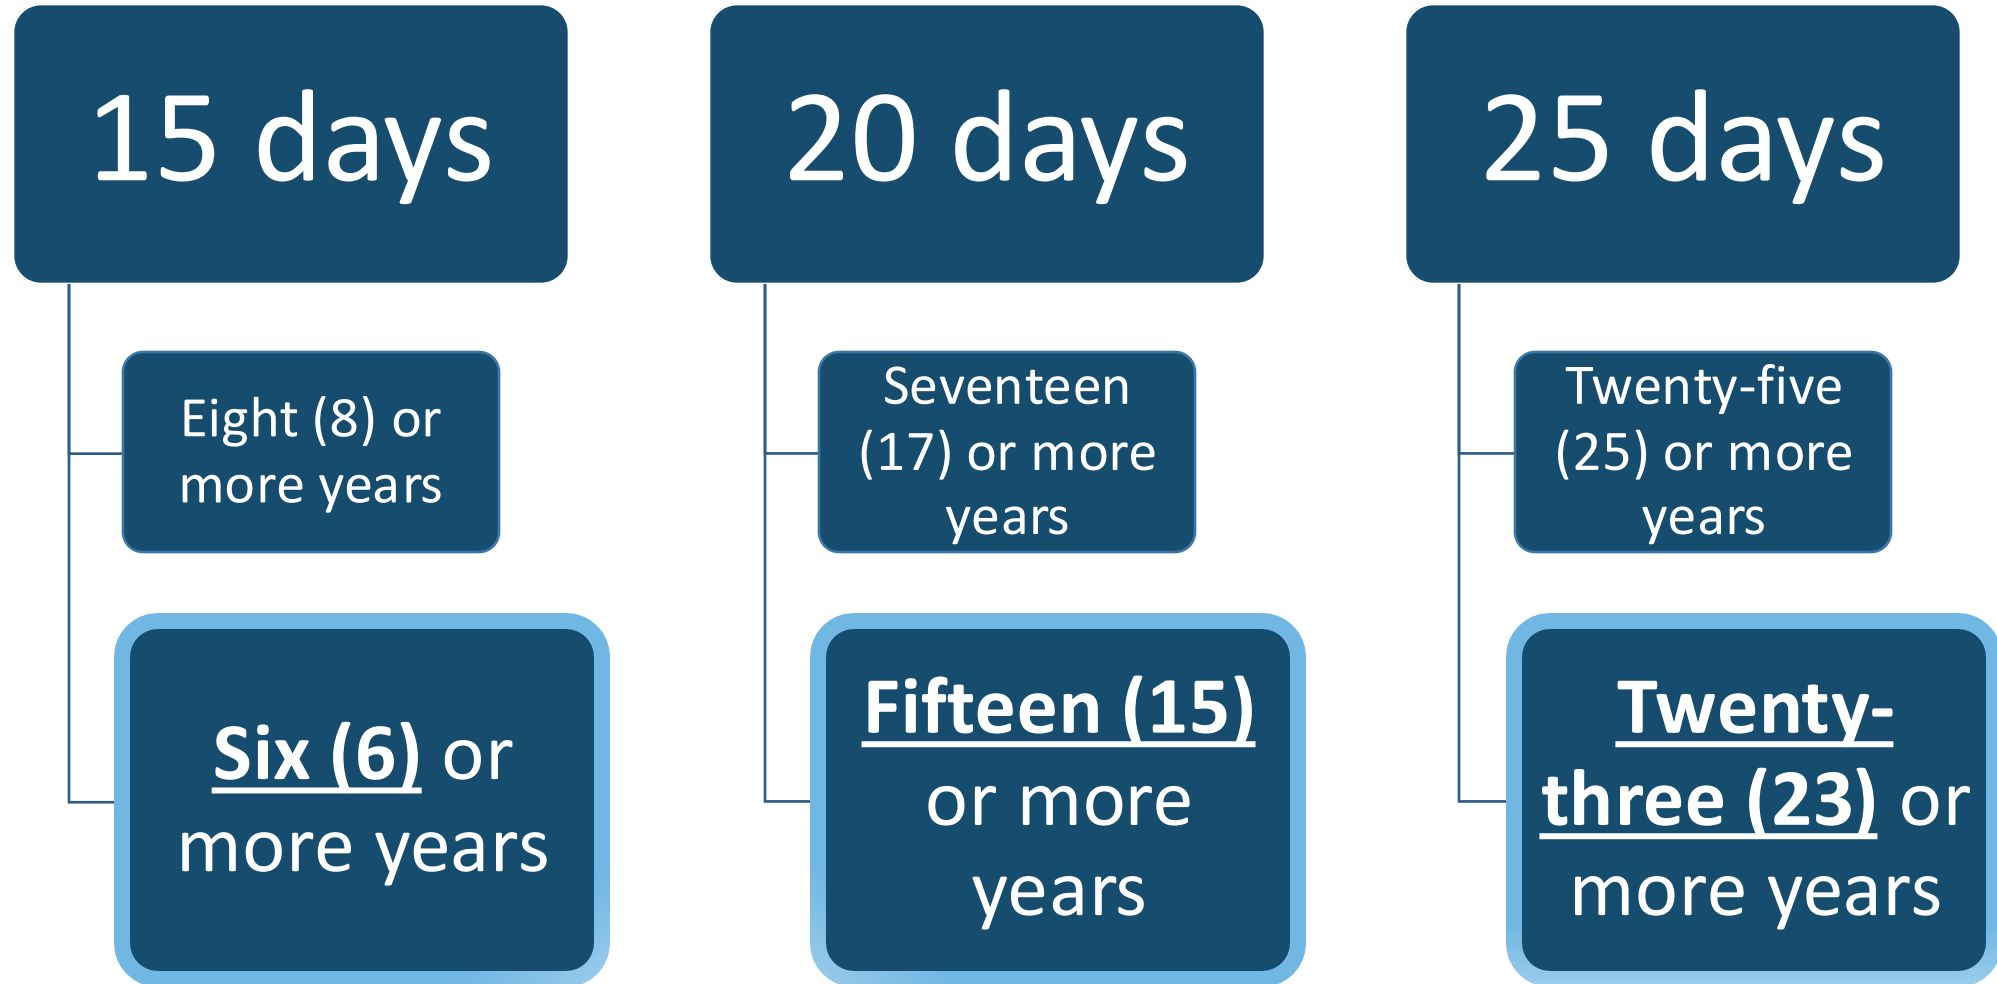 15 days
Eight (8) or
more years
Six (6) or
more years
20 days
Seventeen
(17) or more
years
Fifteen (15)
or more
years
25 days
Twenty-five
(25) or more
years
Twenty-
three (23) or
more years